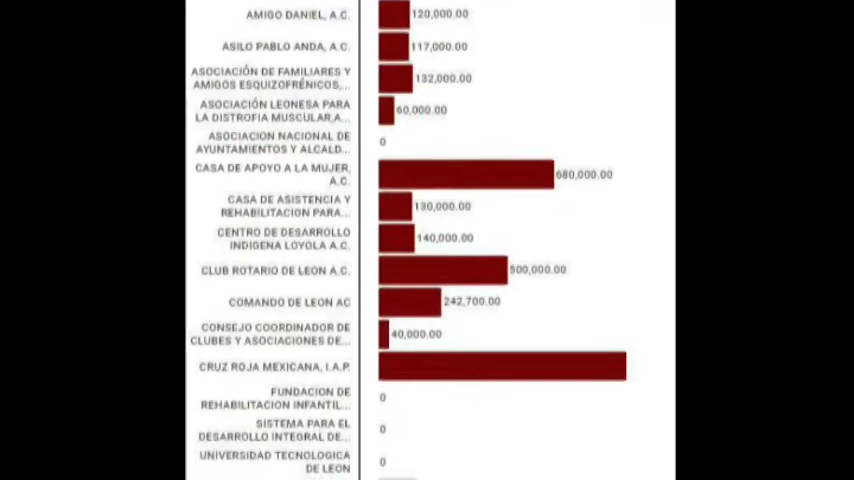 AMIGO DANIEL, A.C.
120,000.00
ASILO PABLO ANDA, A.C.
117,000.00
ASOCIACIÓN DE FAMILIARES Y
AMIGOS ESQUIZOFRÉNICOS,...
132,000.00
ASOCIACIÓN LEONESA PARA
LA DISTROFIA MUSCULAR,A...
60,000.00
ASOCIACION NACIONAL DE
AYUNTAMIENTOS Y ALCALD...
0
CASA DE APOYO A LA MUJER,
A.C.
680,000.00
CASA DE ASISTENCIA Y
REHABILITACION PARA...
130,000.00
CENTRO DE DESARROLLO
INDIGENA LOYOLA A.C.
140,000.00
CLUB ROTARIO DE LEON A.C.
500,000.00
COMANDO DE LEON AC
242,700.00
CONSEJO COORDINADOR DE
CLUBES Y ASOCIACIONES DE...
40,000.00
CRUZ ROJA MEXICANA, I.A.P.
FUNDACION DE
REHABILITACION INFANTIL...
0
SISTEMA PARA EL
DESARROLLO INTEGRAL DE...
0
UNIVERSIDAD TECNOLOGICA
DE LEON
0